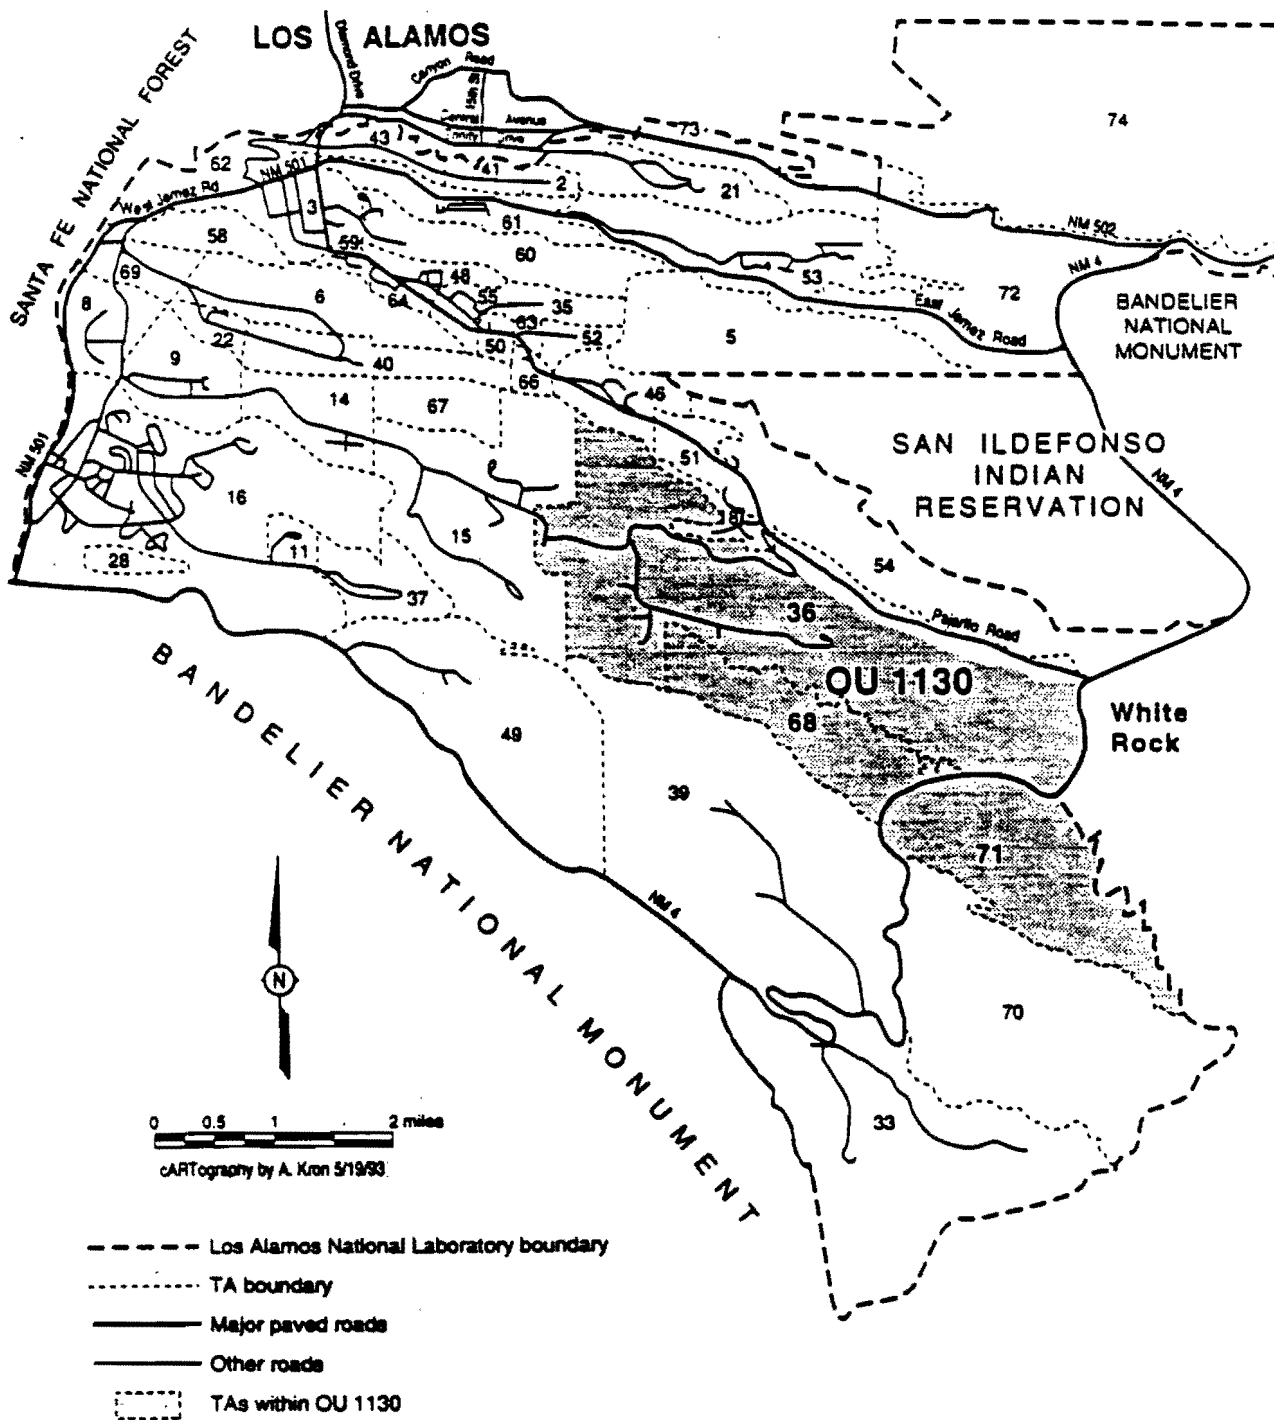 LOS ALAMOS
SANTA FE NATIONAL FOREST
Diamond Drive
Canyon Road
15th St
Central Avenue
Trinity Drive
73
74
43
62
NM 501
41
2
21
West Jemez Rd
3
61
NM 502
58
59
60
NM 4
53
69
48
72
8
6
64
55
35
East Jemez Road
BANDELIER
NATIONAL
MONUMENT
63
22
50
52
5
9
40
66
46
14
67
SAN ILDEFONSO
INDIAN
RESERVATION
NM 501
51
NM 4
16
18
15
11
28
54
37
36
Pajarito Road
OU 1130
68
White
Rock
49
BANDELIER NATIONAL MONUMENT
39
71
NM 4
N
70
33
0 0.5 1 2 miles
cARTography by A. Kron 5/19/93
Los Alamos National Laboratory boundary
TA boundary
Major paved roads
Other roads
TAs within OU 1130